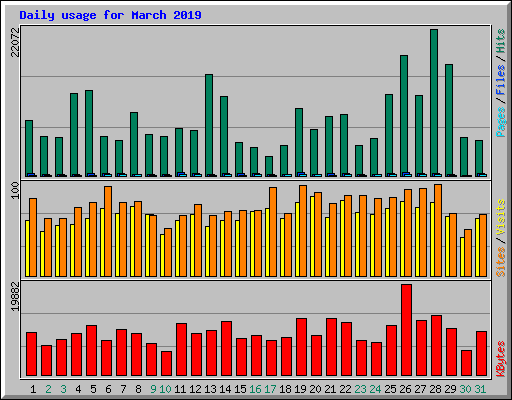 Daily usage for March 2019
22072
Pages/Files/Hits
100
Sites/Visits
19882
KBytes
1 2 3 4 5 6 7 8 9 10 11 12 13 14 15 16 17 18 19 20 21 22 23 24 25 26 27 28 29 30 31